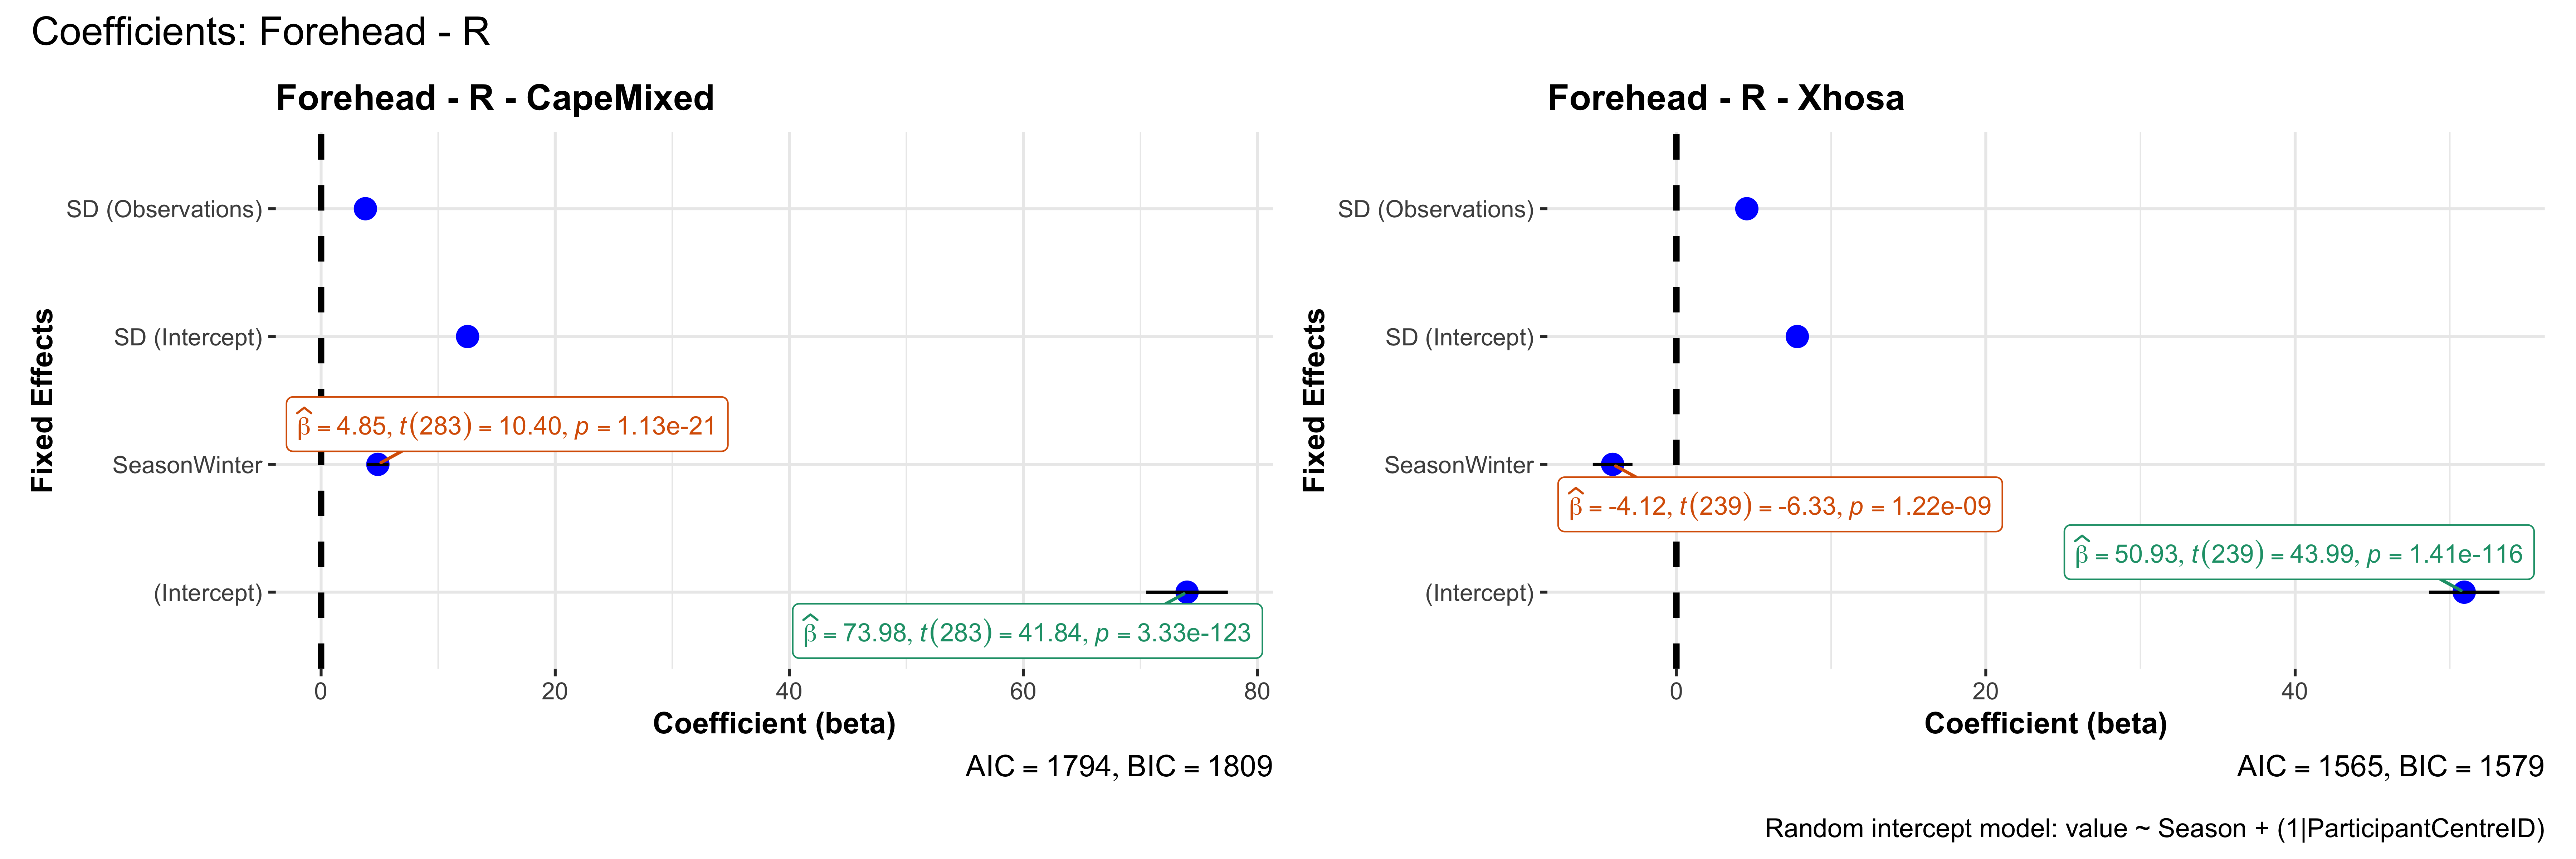 Coefficients: Forehead - R
Forehead - R - CapeMixed
Fixed Effects
SD (Observations)
SD (Intercept)
SeasonWinter
(Intercept)
β̂ = 4.85, t(283) = 10.40, p = 1.13e-21
β̂ = 73.98, t(283) = 41.84, p = 3.33e-123
0 20 40 60 80
Coefficient (beta)
AIC = 1794, BIC = 1809
Forehead - R - Xhosa
Fixed Effects
SD (Observations)
SD (Intercept)
SeasonWinter
(Intercept)
β̂ = -4.12, t(239) = -6.33, p = 1.22e-09
β̂ = 50.93, t(239) = 43.99, p = 1.41e-116
0 20 40
Coefficient (beta)
AIC = 1565, BIC = 1579
Random intercept model: value ~ Season + (1|ParticipantCentreID)